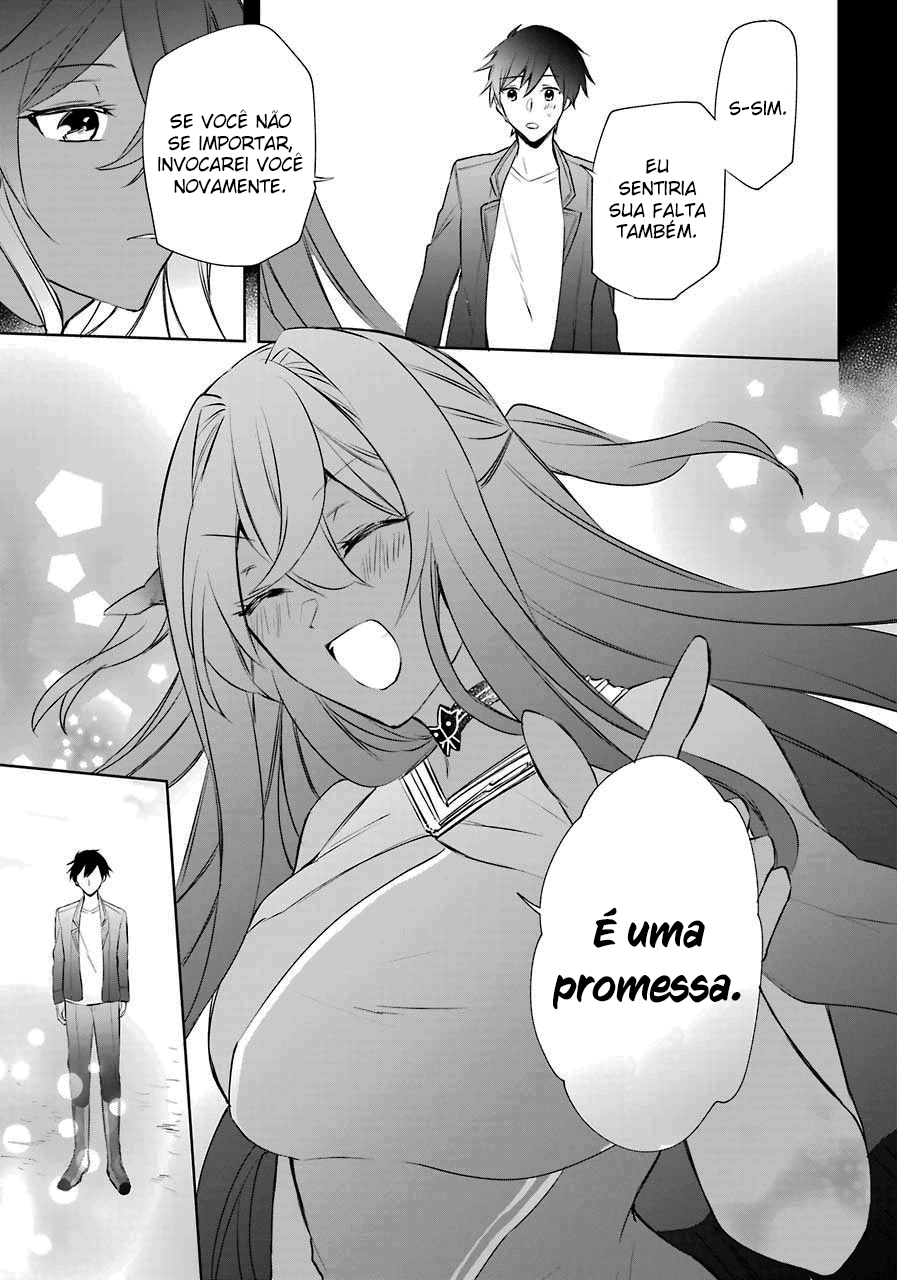 S-SIM.
EU
SENTIRIA
SUA FALTA
TAMBÉM.
SE VOCÊ NÃO
SE IMPORTAR,
INVOCAREI VOCÊ
NOVAMENTE.
É uma
promessa.